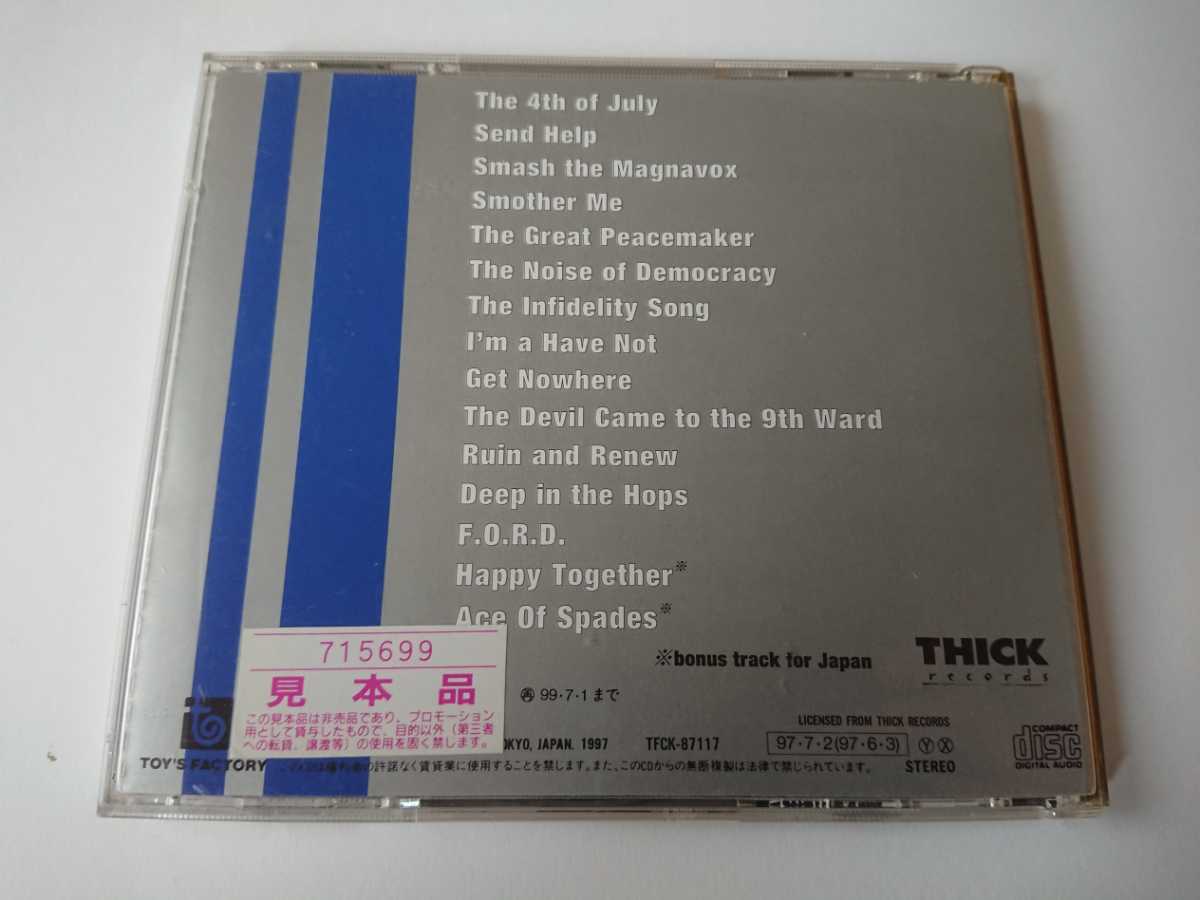 The 4th of July
Send Help
Smash the Magnavox
Smother Me
The Great Peacemaker
The Noise of Democracy
The Infidelity Song
I'm a Have Not
Get Nowhere
The Devil Came to the 9th Ward
Ruin and Renew
Deep in the Hops
F.O.R.D.
Happy Together※
Ace Of Spades※
※bonus track for Japan
THICK
records
715699
見本品
この見本品は非売品であり、プロモーション
用として貸与したもので、目的以外(第三者
への転貸、譲渡等)の使用を固く禁じます。
再 99・7・1まで
LICENSED FROM THICK RECORDS
JAPAN. 1997 TFCK-87117 97・7・2(97・6・3) Y X STEREO
COMPACT
disc
DIGITAL AUDIO
to
TOY'S FACTORY
権利者の許諾なく賃貸業に使用することを禁じます。また、このCDからの無断複製は法律で禁じられています。